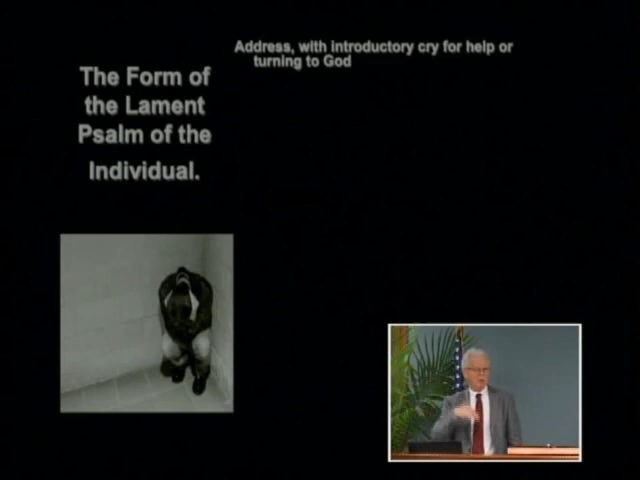 The Form of
the Lament
Psalm of the
Individual.
Address, with introductory cry for help or
turning to God